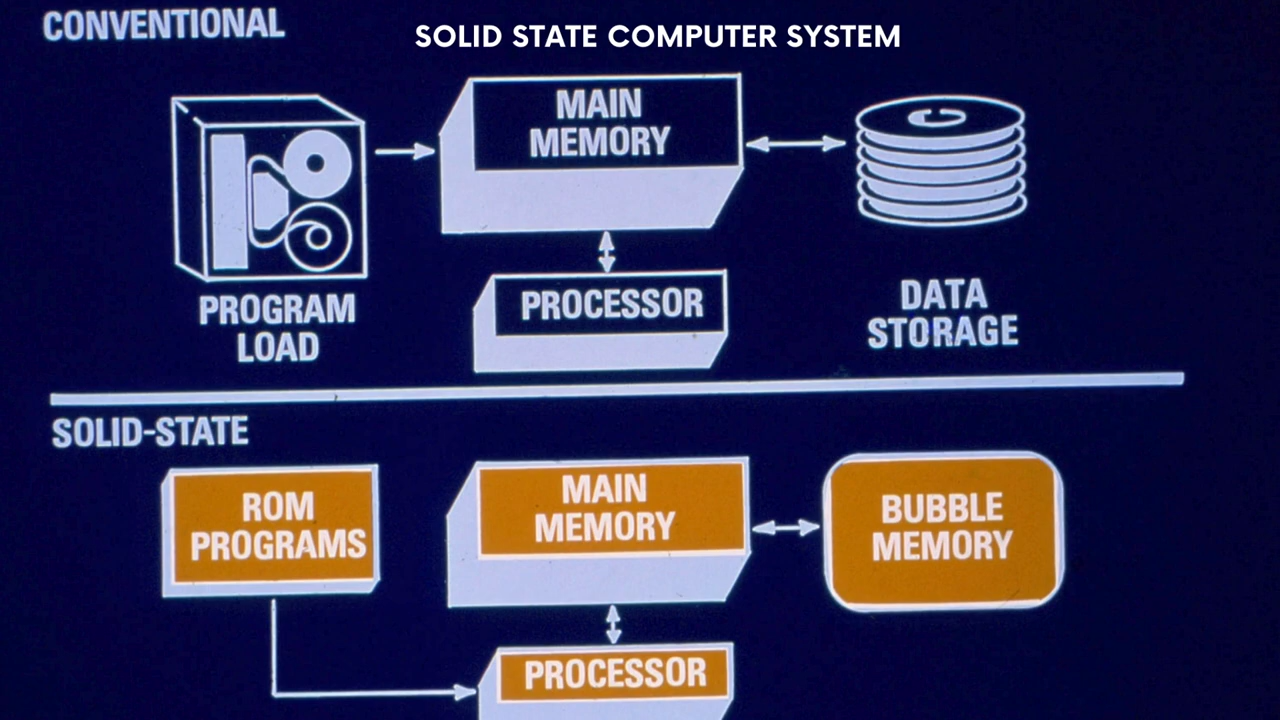 CONVENTIONAL
SOLID STATE COMPUTER SYSTEM
MAIN
MEMORY
PROGRAM
LOAD
PROCESSOR
DATA
STORAGE
SOLID-STATE
ROM
PROGRAMS
MAIN
MEMORY
BUBBLE
MEMORY
PROCESSOR